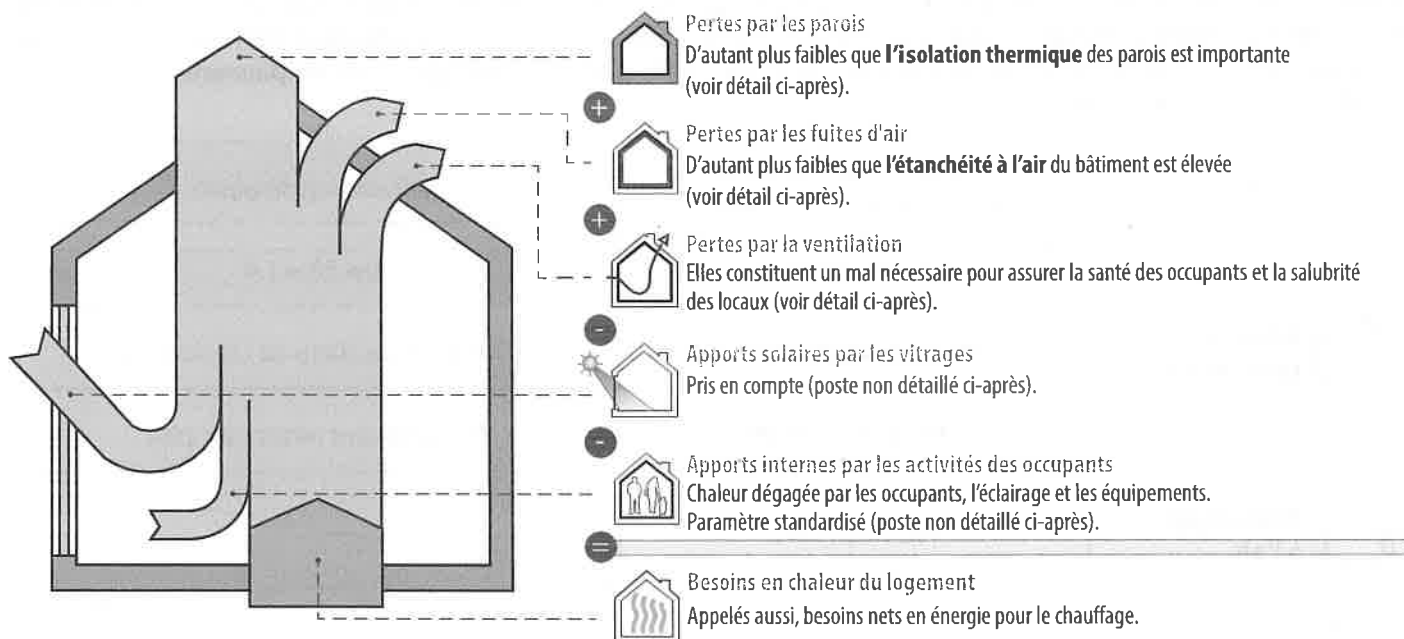 Pertes par les parois
D'autant plus faibles que l'isolation thermique des parois est importante
(voir détail ci-après).
+
Pertes par les fuites d'air
D'autant plus faibles que l'étanchéité à l'air du bâtiment est élevée
(voir détail ci-après).
+
Pertes par la ventilation
Elles constituent un mal nécessaire pour assurer la santé des occupants et la salubrité
des locaux (voir détail ci-après).
-
Apports solaires par les vitrages
Pris en compte (poste non détaillé ci-après).
-
Apports internes par les activités des occupants
Chaleur dégagée par les occupants, l'éclairage et les équipements.
Paramètre standardisé (poste non détaillé ci-après).
=
Besoins en chaleur du logement
Appelés aussi, besoins nets en énergie pour le chauffage.